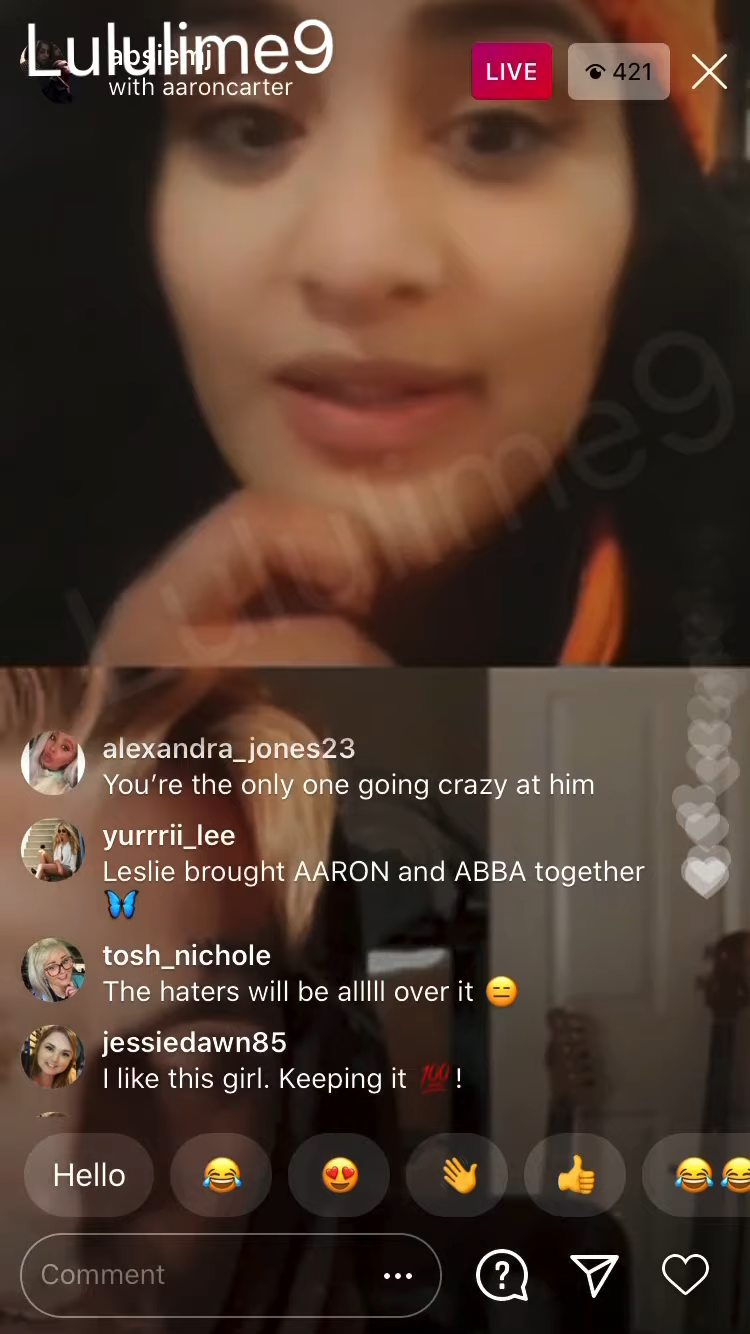 Lululime9
with aaroncarter
LIVE
421
Lululime9
alexandra_jones23
You’re the only one going crazy at him
yurrrii_lee
Leslie brought AARON and ABBA together
🦋
tosh_nichole
The haters will be alllll over it 😑
jessiedawn85
I like this girl. Keeping it 💯!
Hello 😂 😍 👋 👍 😂😂
Comment